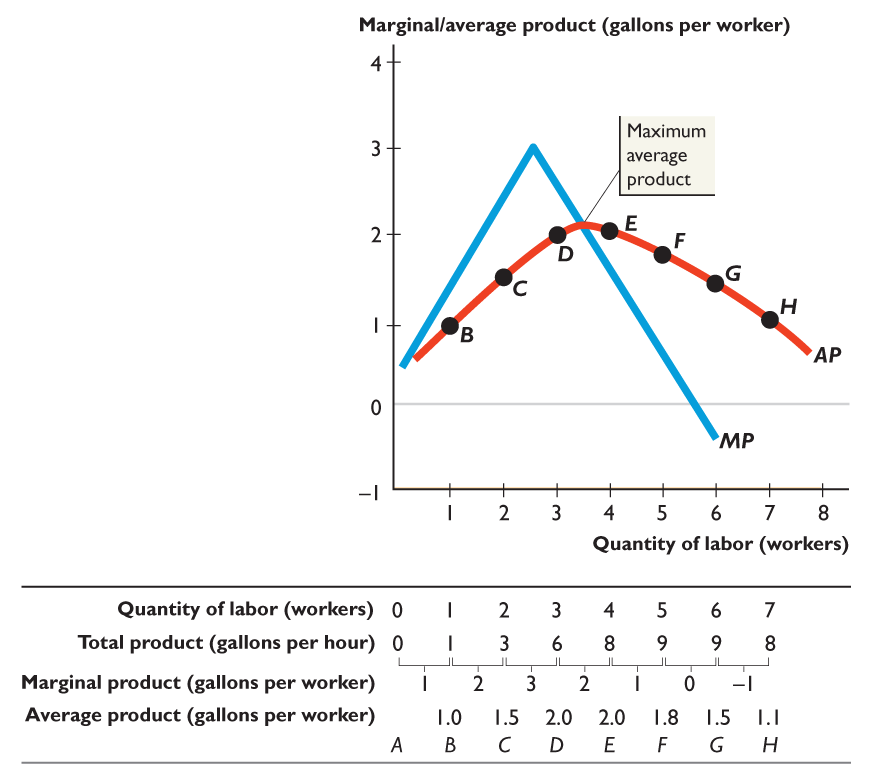 Marginal/average product (gallons per worker)
4
3
2
1
0
–1
Maximum
average
product
B
C
D
E
F
G
H
AP
MP
1 2 3 4 5 6 7 8
Quantity of labor (workers)
Quantity of labor (workers) 0 1 2 3 4 5 6 7
Total product (gallons per hour) 0 1 3 6 8 9 9 8
Marginal product (gallons per worker) 1 2 3 2 1 0 –1
Average product (gallons per worker) 1.0 1.5 2.0 2.0 1.8 1.5 1.1
A B C D E F G H